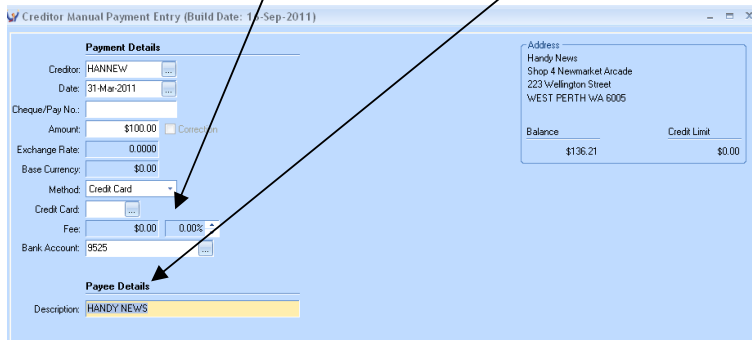 Creditor Manual Payment Entry (Build Date: 16-Sep-2011)
Payment Details
Creditor: HANNEW ...
Date: 31-Mar-2011 ...
Cheque/Pay No.:
Amount: $100.00 Correction
Exchange Rate: 0.0000
Base Currency: $0.00
Method: Credit Card
Credit Card: ...
Fee: $0.00 0.00%
Bank Account: 9525 ...
Payee Details
Description: HANDY NEWS
Address
Handy News
Shop 4 Newmarket Arcade
223 Wellington Street
WEST PERTH WA 6005
Balance Credit Limit
$136.21 $0.00